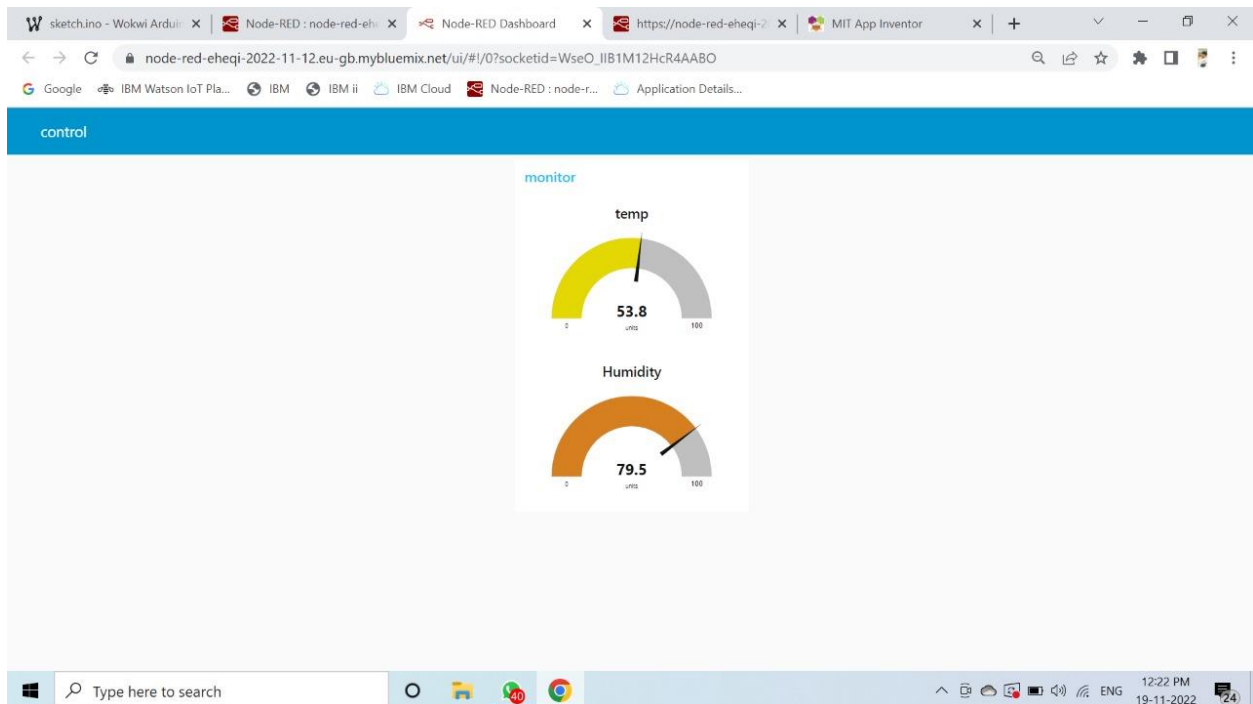 sketch.ino - Wokwi Arduin
Node-RED : node-red-ehe
Node-RED Dashboard
https://node-red-eheqi-2
MIT App Inventor
node-red-eheqi-2022-11-12.eu-gb.mybluemix.net/ui/#!/0?socketid=WseO_IIB1M12HcR4AABO
Google
IBM Watson IoT Pla...
IBM
IBM ii
IBM Cloud
Node-RED : node-r...
Application Details...
control
monitor
temp
53.8
units
0
100
Humidity
79.5
units
0
100
Type here to search
40
ENG
12:22 PM
19-11-2022
24